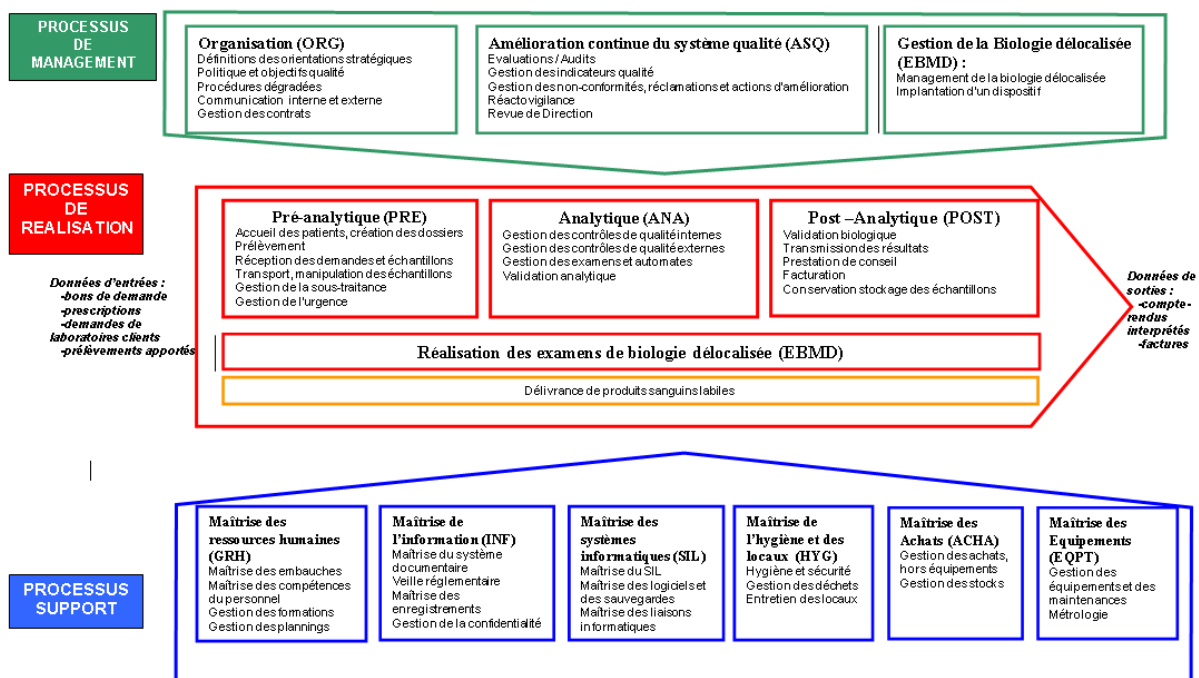 PROCESSUS
DE
MANAGEMENT
Organisation (ORG)
Définitions des orientations stratégiques
Politique et objectifs qualité
Procédures dégradées
Communication interne et externe
Gestion des contrats
Amélioration continue du système qualité (ASQ)
Evaluations / Audits
Gestion des indicateurs qualité
Gestion des non-conformités, réclamations et actions d'amélioration
Réactovigilance
Revue de Direction
Gestion de la Biologie délocalisée
(EBMD) :
Management de la biologie délocalisée
Implantation d'un dispositif
PROCESSUS
DE
REALISATION
Données d'entrées :
-bons de demande
-prescriptions
-demandes de
laboratoires clients
-prélèvements apportés
Pré-analytique (PRE)
Accueil des patients, création des dossiers
Prélèvement
Réception des demandes et échantillons
Transport, manipulation des échantillons
Gestion de la sous-traitance
Gestion de l'urgence
Analytique (ANA)
Gestion des contrôles de qualité internes
Gestion des contrôles de qualité externes
Gestion des examens et automates
Validation analytique
Post –Analytique (POST)
Validation biologique
Transmission des résultats
Prestation de conseil
Facturation
Conservation stockage des échantillons
Réalisation des examens de biologie délocalisée (EBMD)
Délivrance de produits sanguins labiles
Données de
sorties :
-compte-
rendus
interprétés
-factures
PROCESSUS
SUPPORT
Maîtrise des
ressources humaines
(GRH)
Maîtrise des embauches
Maîtrise des compétences
du personnel
Gestion des formations
Gestion des plannings
Maîtrise de
l'information (INF)
Maîtrise du système
documentaire
Veille réglementaire
Maîtrise des
enregistrements
Gestion de la confidentialité
Maîtrise des
systèmes
informatiques (SIL)
Maîtrise du SIL
Maîtrise des logiciels et
des sauvegardes
Maîtrise des liaisons
informatiques
Maîtrise de
l'hygiène et des
locaux (HYG)
Hygiène et sécurité
Gestion des déchets
Entretien des locaux
Maîtrise des
Achats (ACHA)
Gestion des achats,
hors équipements
Gestion des stocks
Maîtrise des
Equipements
(EQPT)
Gestion des
équipements et des
maintenances
Métrologie